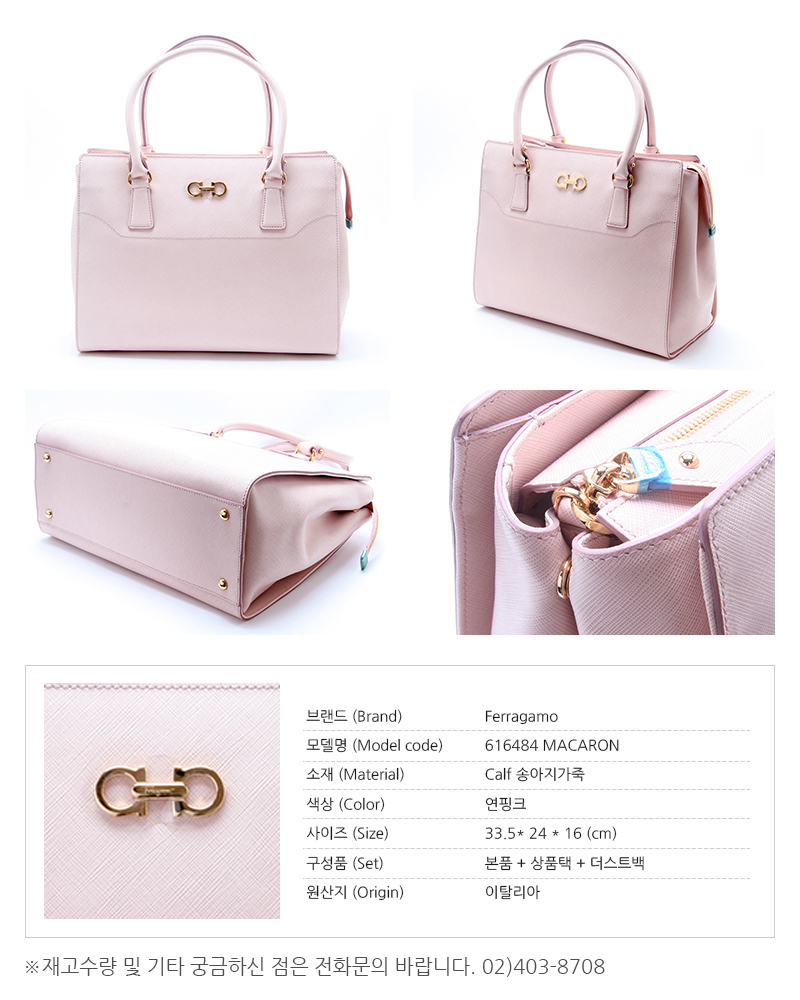 브랜드 (Brand) Ferragamo
모델명 (Model code) 616484 MACARON
소재 (Material) Calf 송아지가죽
색상 (Color) 연핑크
사이즈 (Size) 33.5* 24 * 16 (cm)
구성품 (Set) 본품 + 상품택 + 더스트백
원산지 (Origin) 이탈리아
※재고수량 및 기타 궁금하신 점은 전화문의 바랍니다. 02)403-8708